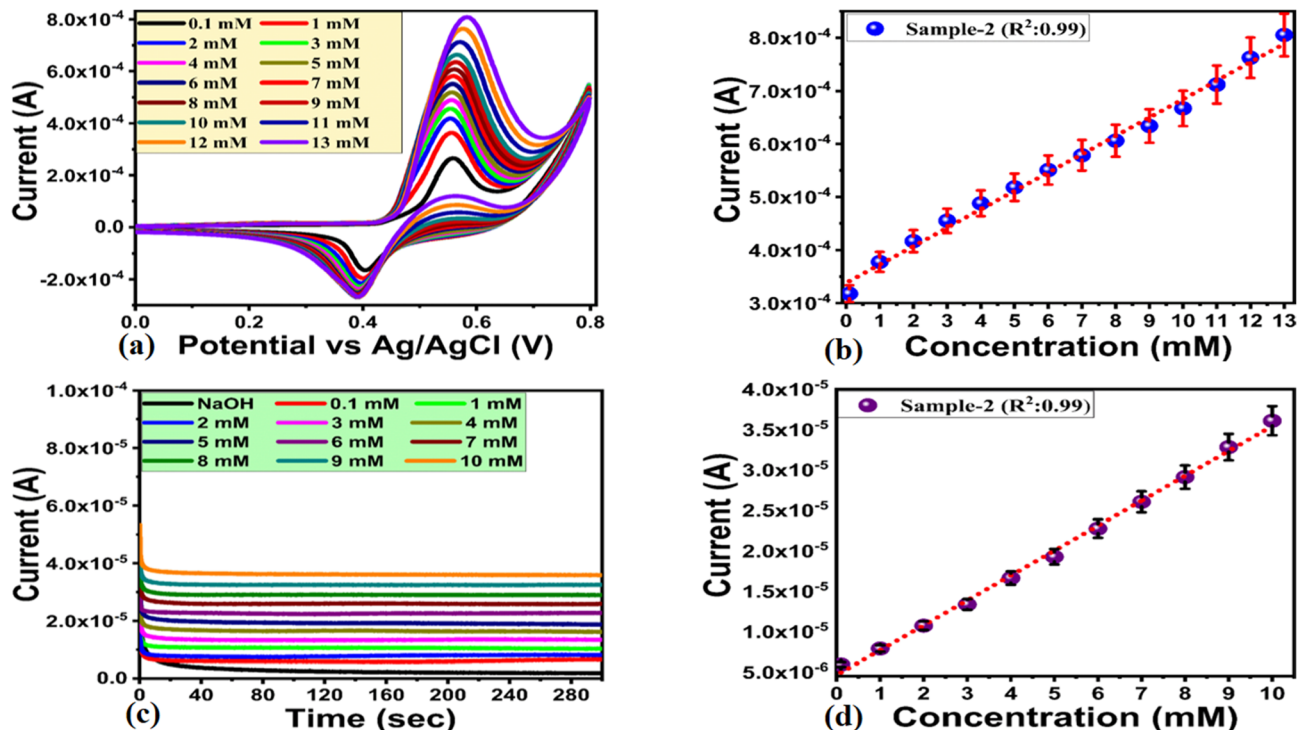 0.1 mM 1 mM
2 mM 3 mM
4 mM 5 mM
6 mM 7 mM
8 mM 9 mM
10 mM 11 mM
12 mM 13 mM
8.0x10⁻⁴
6.0x10⁻⁴
4.0x10⁻⁴
2.0x10⁻⁴
0.0
-2.0x10⁻⁴
Current (A)
0.0 0.2 0.4 0.6 0.8
(a) Potential vs Ag/AgCl (V)
Sample-2 (R²:0.99)
8.0x10⁻⁴
7.0x10⁻⁴
6.0x10⁻⁴
5.0x10⁻⁴
4.0x10⁻⁴
3.0x10⁻⁴
Current (A)
0 1 2 3 4 5 6 7 8 9 10 11 12 13
(b) Concentration (mM)
NaOH 0.1 mM 1 mM
2 mM 3 mM 4 mM
5 mM 6 mM 7 mM
8 mM 9 mM 10 mM
1.0x10⁻⁴
8.0x10⁻⁵
6.0x10⁻⁵
4.0x10⁻⁵
2.0x10⁻⁵
0.0
Current (A)
0 40 80 120 160 200 240 280
(c) Time (sec)
Sample-2 (R²:0.99)
4.0x10⁻⁵
3.5x10⁻⁵
3.0x10⁻⁵
2.5x10⁻⁵
2.0x10⁻⁵
1.5x10⁻⁵
1.0x10⁻⁵
5.0x10⁻⁶
Current (A)
0 1 2 3 4 5 6 7 8 9 10
(d) Concentration (mM)